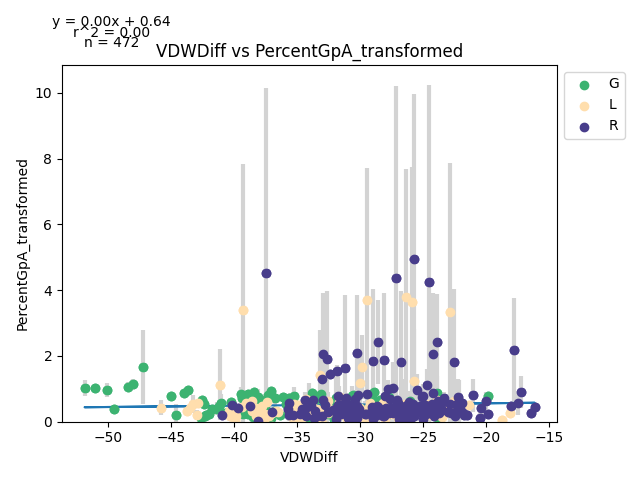 y = 0.00x + 0.64
r^2 = 0.00
n = 472
VDWDiff vs PercentGpA_transformed
G
L
R
PercentGpA_transformed
10
8
6
4
2
0
−50
−45
−40
−35
−30
−25
−20
−15
VDWDiff